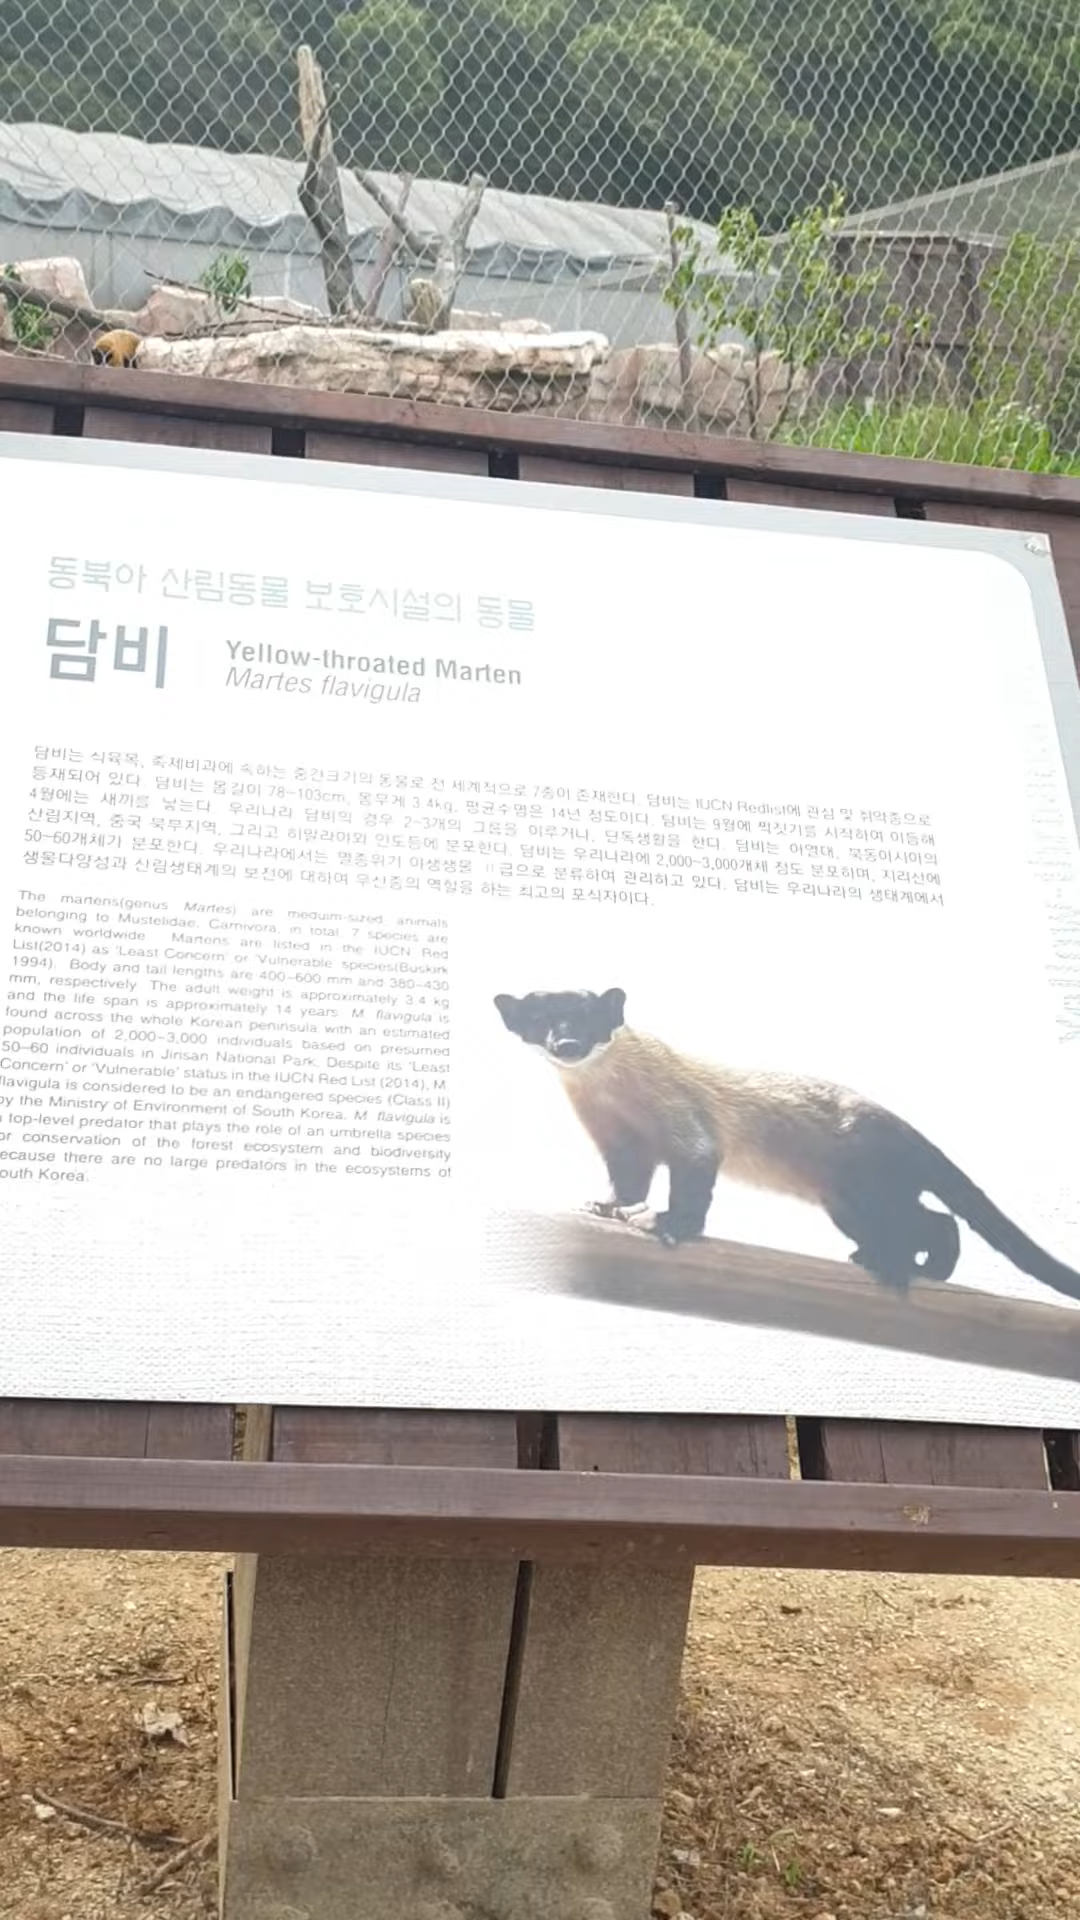 동북아 산림동물 보호시설의 동물
담비
Yellow-throated Marten
Martes flavigula
담비는 식육목, 족제비과에 속하는 중간크기의 동물로 전 세계적으로 7종이 존재한다. 담비는 IUCN Redlist에 관심 및 취약종으로
등재되어 있다. 담비는 몸길이 78~103cm, 몸무게 3.4kg, 평균수명은 14년 정도이다. 담비는 9월에 짝짓기를 시작하여 이듬해
4월에는 새끼를 낳는다. 우리나라 담비의 경우 2~3개의 그룹을 이루거나, 단독생활을 한다. 담비는 아열대, 북동아시아의
산림지역, 중국 북부지역, 그리고 히말라야와 인도등에 분포한다. 담비는 우리나라에 2,000~3,000개체 정도 분포하며, 지리산에
50~60개체가 분포한다. 우리나라에서는 멸종위기 야생생물 II급으로 분류하여 관리하고 있다. 담비는 우리나라의 생태계에서
생물다양성과 산림생태계의 보전에 대하여 우산종의 역할을 하는 최고의 포식자이다.
The martens(genus Martes) are meduim-sized animals
belonging to Mustelidae, Carnivora, in total 7 species are
known worldwide. Martens are listed in the IUCN Red
List(2014) as 'Least Concern' or 'Vulnerable' species(Buskirk
1994). Body and tail lengths are 400-600 mm and 380-430
mm, respectively. The adult weight is approximately 3.4 kg
and the life span is approximately 14 years. M. flavigula is
found across the whole Korean peninsula with an estimated
population of 2,000-3,000 individuals based on presumed
50-60 individuals in Jirisan National Park. Despite its 'Least
Concern' or 'Vulnerable' status in the IUCN Red List (2014), M.
flavigula is considered to be an endangered species (Class II)
by the Ministry of Environment of South Korea. M. flavigula is
top-level predator that plays the role of an umbrella species
or conservation of the forest ecosystem and biodiversity
ecause there are no large predators in the ecosystems of
outh Korea.